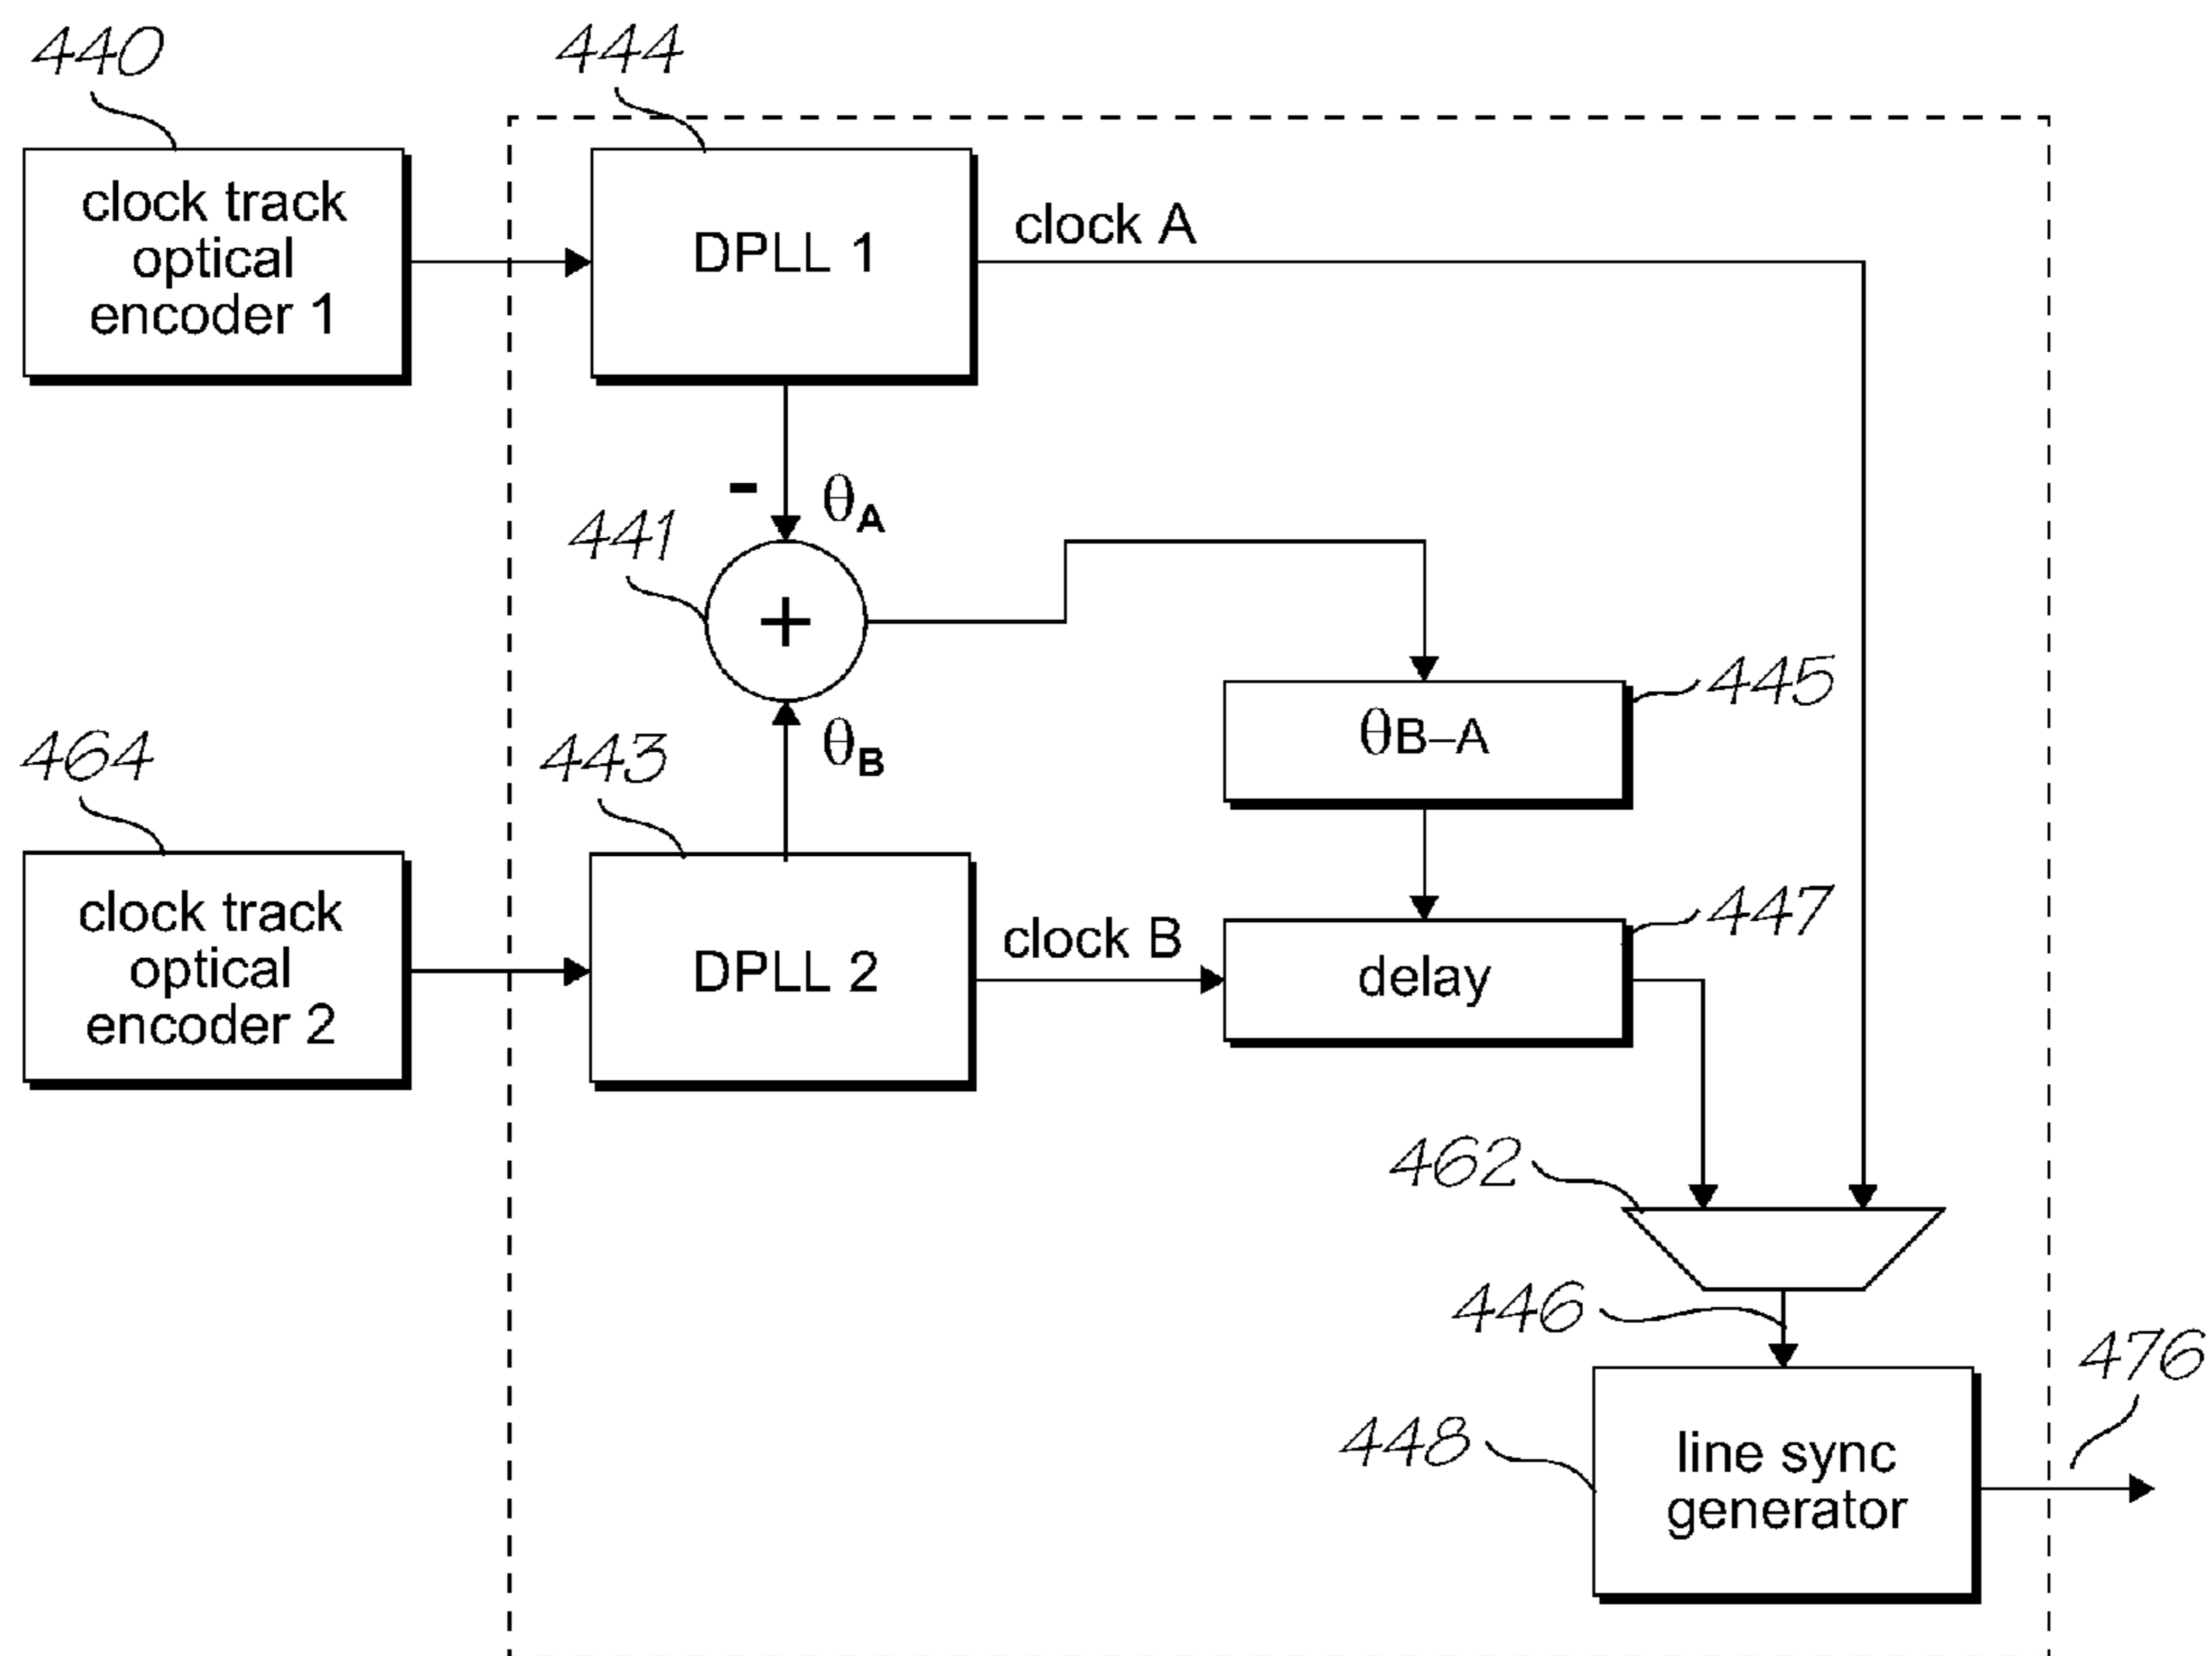 440
444
clock track
optical
encoder 1
DPLL 1
clock A
- θA
441
+
445
θB–A
θB
464
443
447
clock track
optical
encoder 2
DPLL 2
clock B
delay
462
446
476
448
line sync
generator